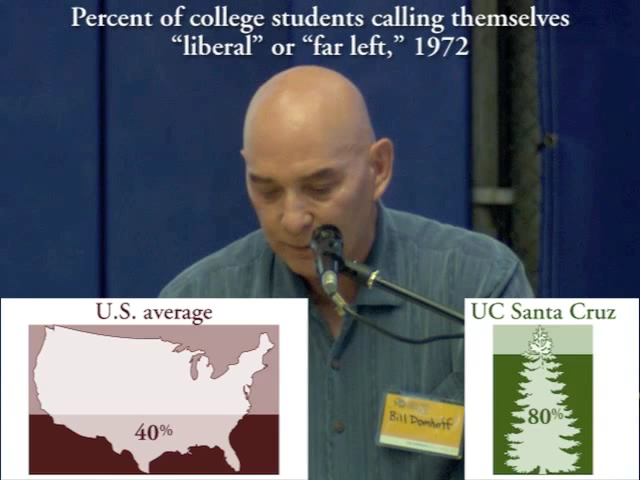 Percent of college students calling themselves
“liberal” or “far left,” 1972
U.S. average
40%
UC Santa Cruz
80%
Bill Domhoff